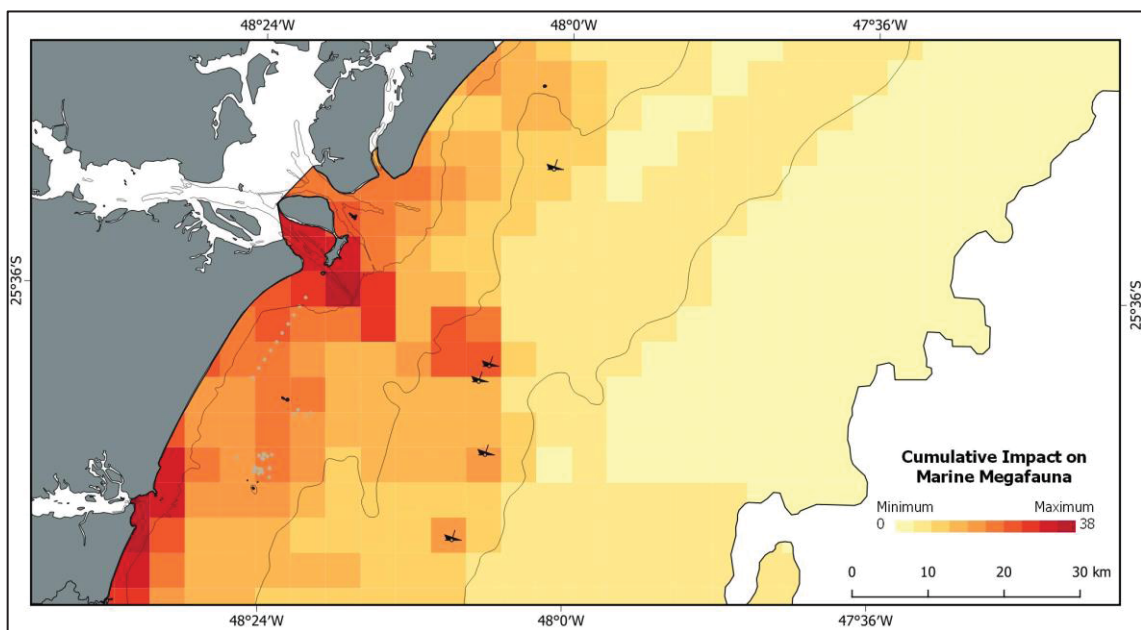 48°24'W 48°0'W 47°36'W
25°36'S 25°36'S
Cumulative Impact on
Marine Megafauna
Minimum Maximum
0 38
0 10 20 30 km
48°24'W 48°0'W 47°36'W